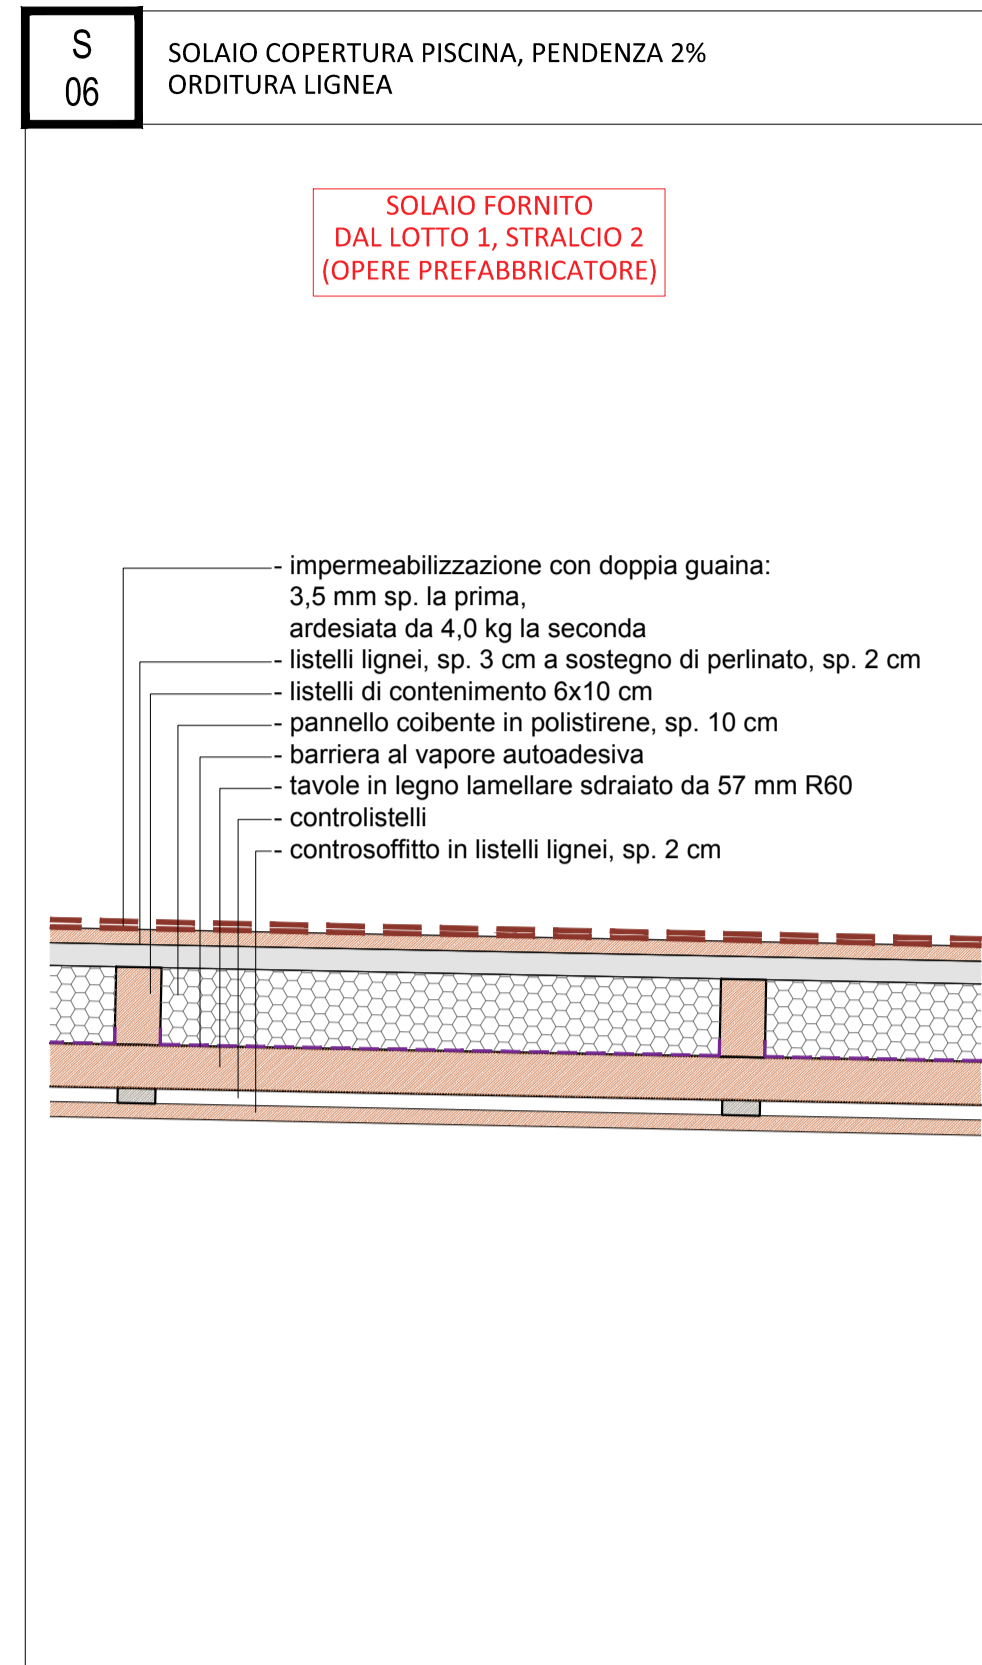 S
06
SOLAIO COPERTURA PISCINA, PENDENZA 2%
ORDITURA LIGNEA
SOLAIO FORNITO
DAL LOTTO 1, STRALCIO 2
(OPERE PREFABBRICATORE)
- impermeabilizzazione con doppia guaina:
3,5 mm sp. la prima,
ardesiata da 4,0 kg la seconda
- listelli lignei, sp. 3 cm a sostegno di perlinato, sp. 2 cm
- listelli di contenimento 6x10 cm
- pannello coibente in polistirene, sp. 10 cm
- barriera al vapore autoadesiva
- tavole in legno lamellare sdraiato da 57 mm R60
- controlistelli
- controsoffitto in listelli lignei, sp. 2 cm